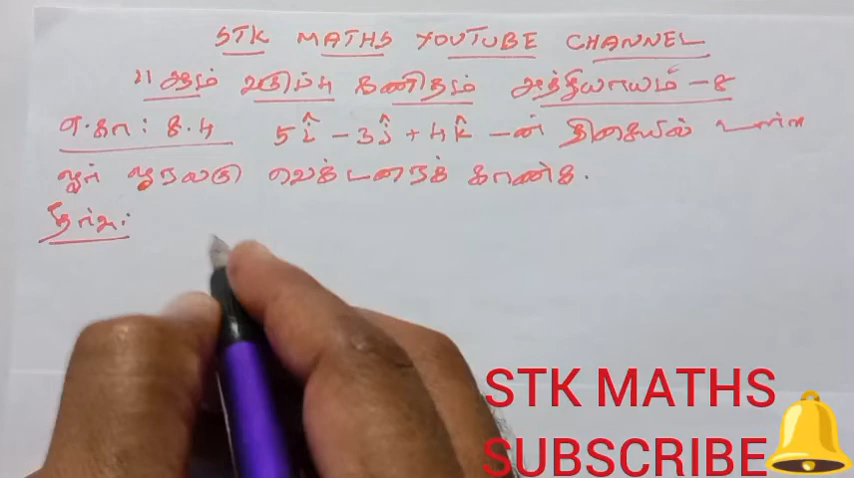 STK MATHS YOUTUBE CHANNEL
11 ஆம் வகுப்பு கணிதம் அத்தியாயம் - 8
எ.கா : 8.4 5î - 3ĵ + 4k̂ -ன் திசையில் உள்ள
ஓர் ஓரலகு வெக்டரைக் காண்க.
தீர்வு:
STK MATHS
SUBSCRIBE